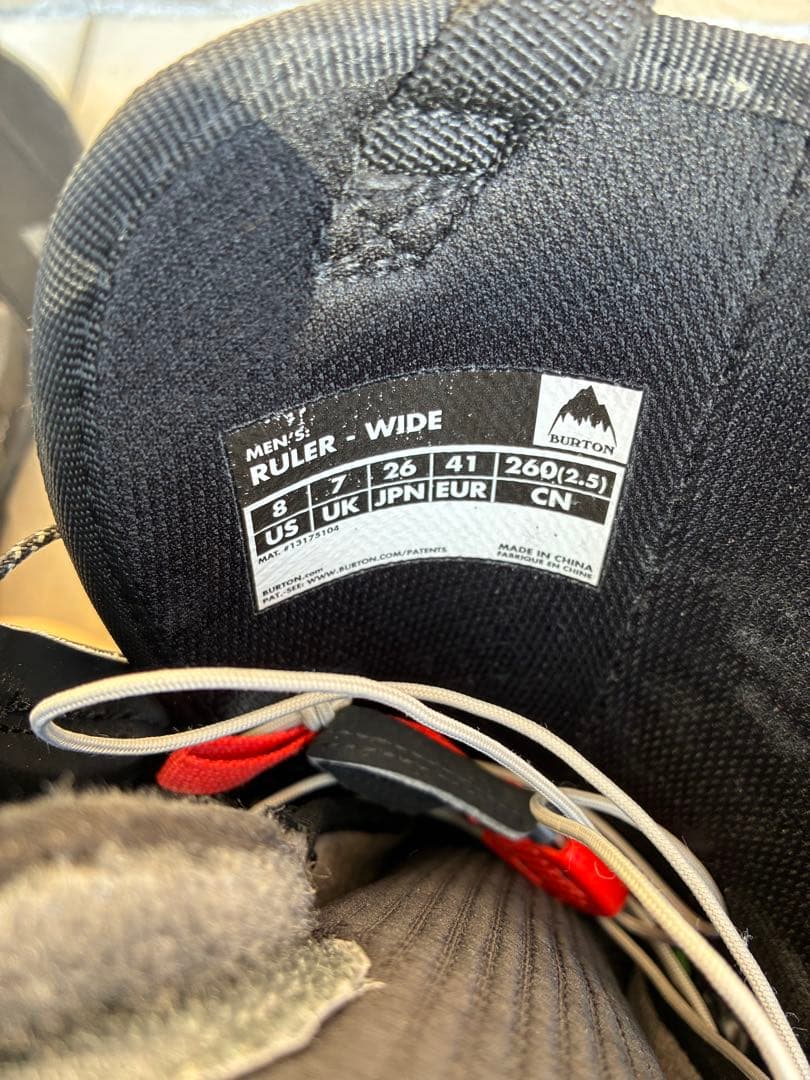 MEN'S:
RULER - WIDE
BURTON
8 7 26 41 260(2.5)
US UK JPN EUR CN
MAT. #13175104
BURTON.com
PAT.-SEE: WWW.BURTON.COM/PATENTS
MADE IN CHINA
FABRIQUE EN CHINE